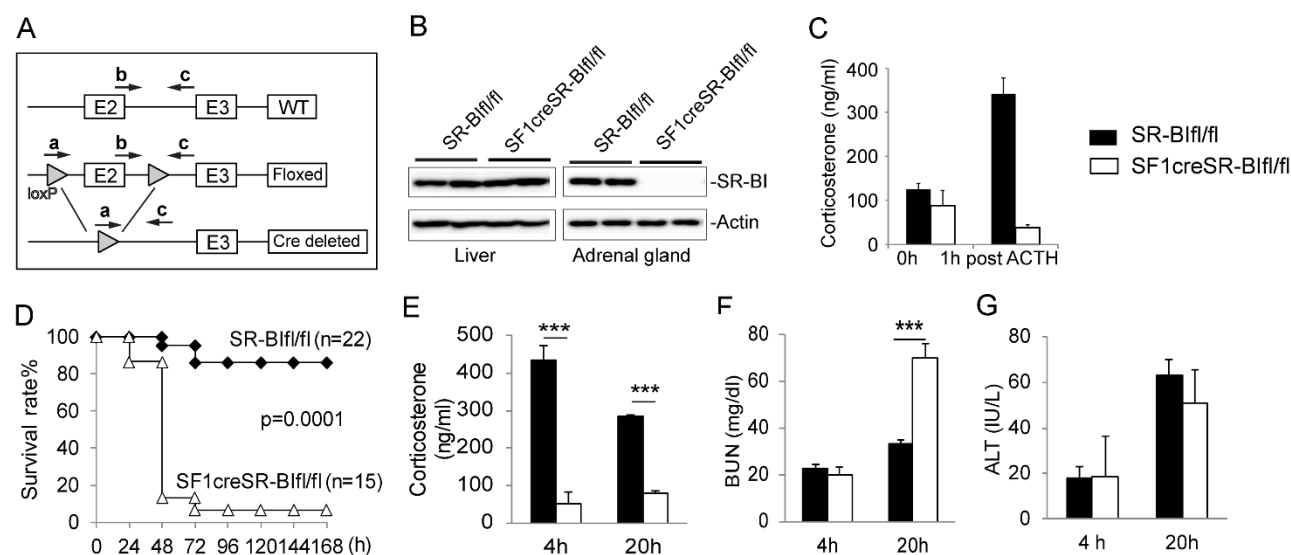 A
b c
E2 E3 WT
a b c
E2 E3 Floxed
loxP
a c
E3 Cre deleted
B
SR-BIfl/fl
SF1creSR-BIfl/fl
SR-BIfl/fl
SF1creSR-BIfl/fl
-SR-BI
-Actin
Liver
Adrenal gland
C
Corticosterone (ng/ml)
400
300
200
100
0
0h 1h post ACTH
SR-BIfl/fl
SF1creSR-BIfl/fl
D
Survival rate%
100
80
60
40
20
0
SR-BIfl/fl (n=22)
p=0.0001
SF1creSR-BIfl/fl (n=15)
0 24 48 72 96 120 144 168 (h)
E
Corticosterone
(ng/ml)
500
400
300
200
100
0
***
***
4h 20h
F
BUN (mg/dl)
80
60
40
20
0
***
4h 20h
G
ALT (IU/L)
80
60
40
20
0
4h 20h